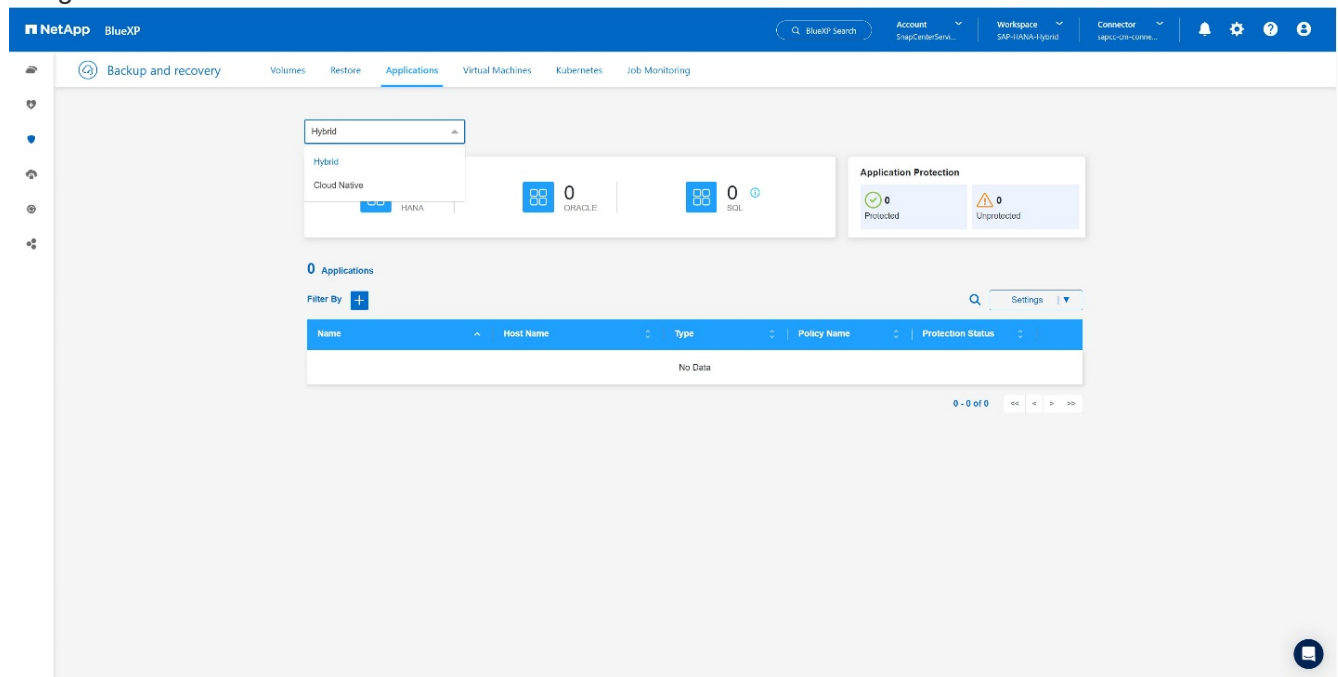 NetApp BlueXP
BlueXP Search
Account
SnapCenterServi...
Workspace
SAP-HANA-Hybrid
Connector
sapcc-cm-conne...
Backup and recovery
Volumes Restore Applications Virtual Machines Kubernetes Job Monitoring
Hybrid
Hybrid
Cloud Native
HANA
0
ORACLE
0
SQL
Application Protection
0
Protected
0
Unprotected
0 Applications
Filter By
Settings
Name Host Name Type Policy Name Protection Status
No Data
0 - 0 of 0 << < > >>